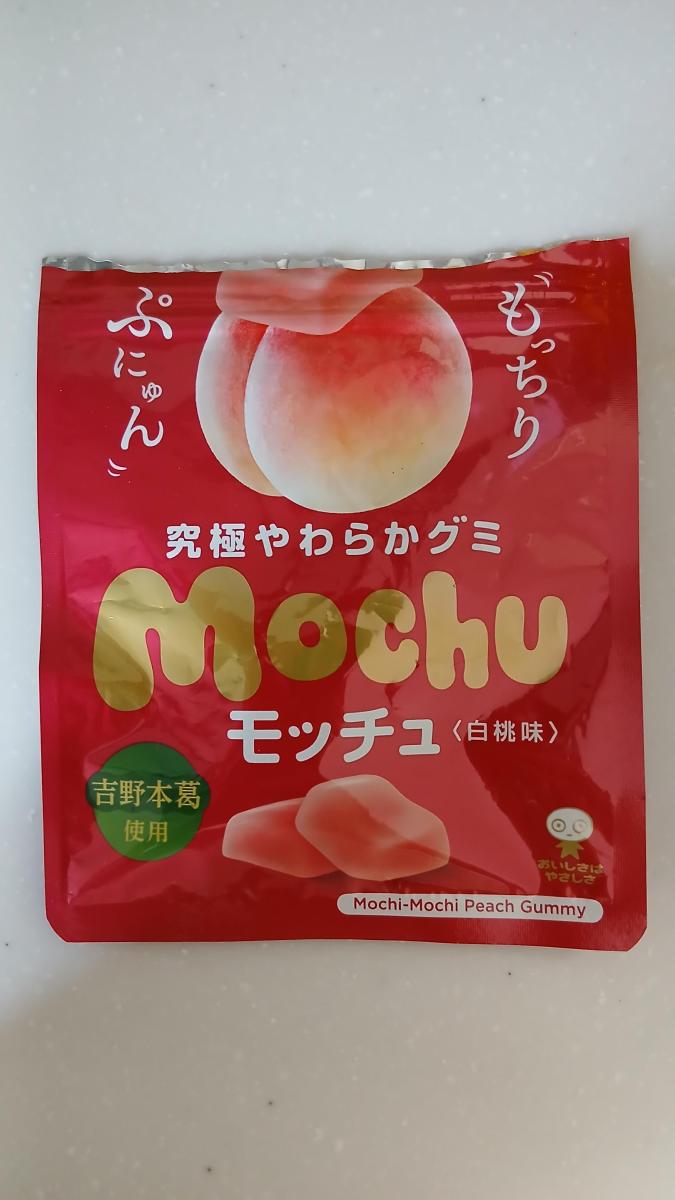 “もっちり
ぷにゅん”
究極やわらかグミ
Mochu
モッチュ〈白桃味〉
吉野本葛
使用
おいしさは
やさしさ
Mochi-Mochi Peach Gummy